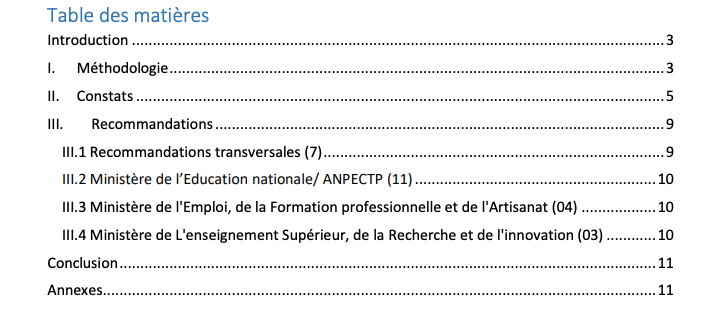 Table des matières
Introduction ........................................................................................................................ 3
I. Méthodologie................................................................................................................ 3
II. Constats ....................................................................................................................... 5
III. Recommandations ..................................................................................................... 9
III.1 Recommandations transversales (7)............................................................................. 9
III.2 Ministère de l’Education nationale/ ANPECTP (11) ...................................................... 10
III.3 Ministère de l'Emploi, de la Formation professionnelle et de l'Artisanat (04) ................. 10
III.4 Ministère de L'enseignement Supérieur, de la Recherche et de l'innovation (03) ............ 10
Conclusion......................................................................................................................... 11
Annexes............................................................................................................................. 11